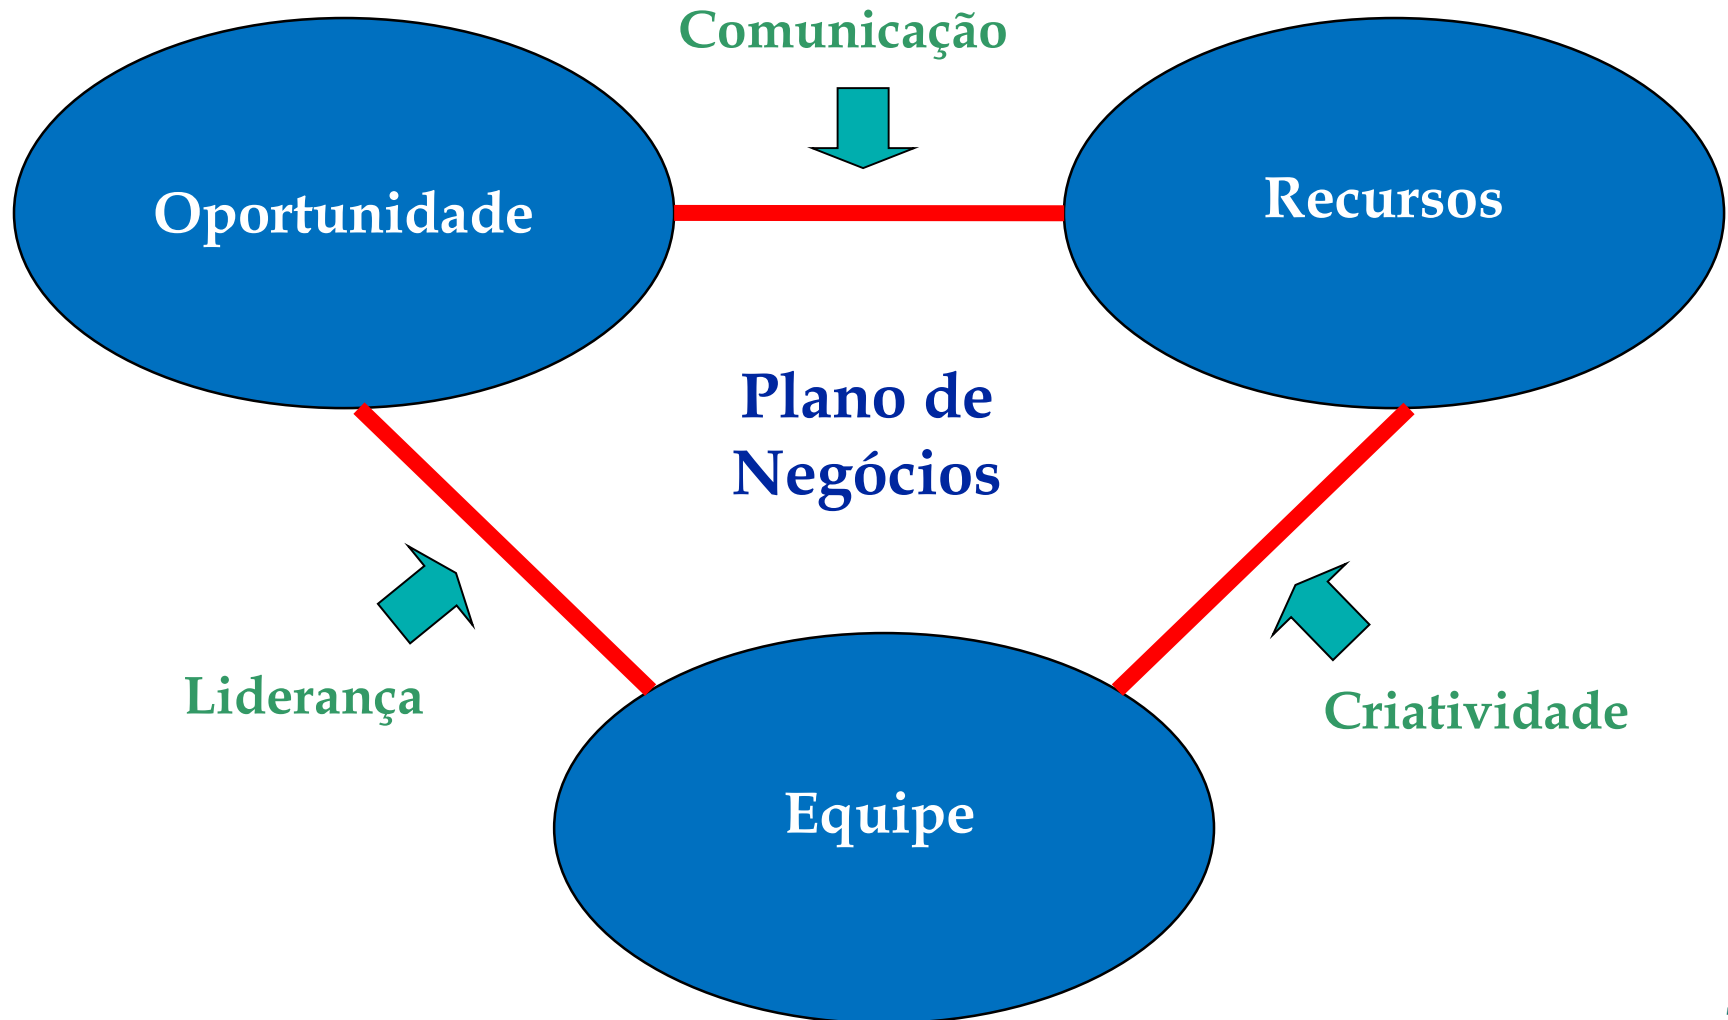 Comunicação
Oportunidade
Recursos
Plano de
Negócios
Liderança
Criatividade
Equipe